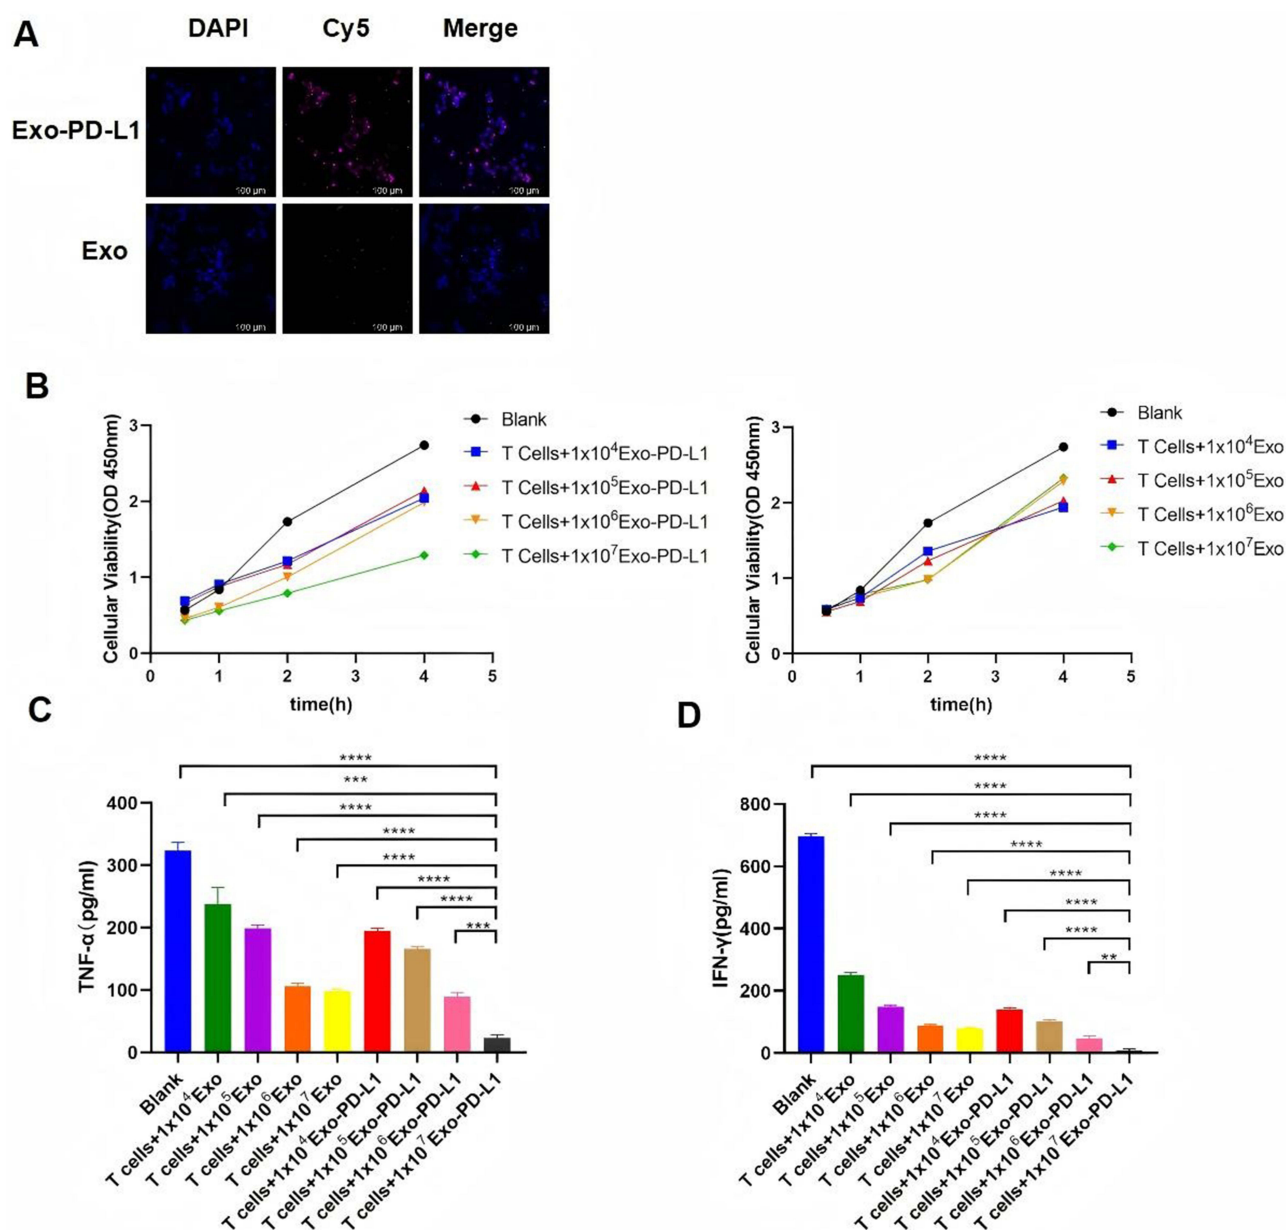 A
DAPI Cy5 Merge
Exo-PD-L1
100 μm 100 μm 100 μm
Exo
100 μm 100 μm 100 μm
B
Cellular Viability(OD 450nm)
3
2
1
0
0 1 2 3 4 5
time(h)
Blank
T Cells+1x10⁴Exo-PD-L1
T Cells+1x10⁵Exo-PD-L1
T Cells+1x10⁶Exo-PD-L1
T Cells+1x10⁷Exo-PD-L1
Cellular Viability(OD 450nm)
3
2
1
0
0 1 2 3 4 5
time(h)
Blank
T Cells+1x10⁴Exo
T Cells+1x10⁵Exo
T Cells+1x10⁶Exo
T Cells+1x10⁷Exo
C
TNF-α(pg/ml)
400
300
200
100
0
****
***
****
****
****
****
****
***
Blank
T cells+1x10⁴Exo
T cells+1x10⁵Exo
T cells+1x10⁶Exo
T cells+1x10⁷Exo
T cells+1x10⁴Exo-PD-L1
T cells+1x10⁵Exo-PD-L1
T cells+1x10⁶Exo-PD-L1
T cells+1x10⁷Exo-PD-L1
D
IFN-γ(pg/ml)
800
600
400
200
0
****
****
****
****
****
****
****
**
Blank
T cells+1x10⁴Exo
T cells+1x10⁵Exo
T cells+1x10⁶Exo
T cells+1x10⁷Exo
T cells+1x10⁴Exo-PD-L1
T cells+1x10⁵Exo-PD-L1
T cells+1x10⁶Exo-PD-L1
T cells+1x10⁷Exo-PD-L1